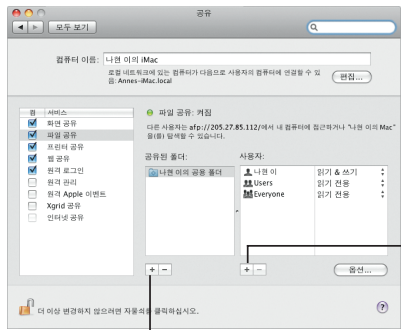 공유
모두 보기
컴퓨터 이름: 나현 이의 iMac
로컬 네트워크에 있는 컴퓨터가 다음으로 사용자의 컴퓨터에 연결할 수 있
음: Annes-iMac.local
편집...
켬 서비스
화면 공유
파일 공유
프린터 공유
웹 공유
원격 로그인
원격 관리
원격 Apple 이벤트
Xgrid 공유
인터넷 공유
파일 공유: 켜짐
다른 사용자는 afp://205.27.85.112/에서 내 컴퓨터에 접근하거나 "나현 이의 Mac"
을(를) 탐색할 수 있습니다.
공유된 폴더: 사용자:
나현 이의 공용 폴더
나현 이 읽기 & 쓰기
Users 읽기 전용
Everyone 읽기 전용
+ − + −
옵션...
더 이상 변경하지 않으려면 자물쇠를 클릭하십시오.
?